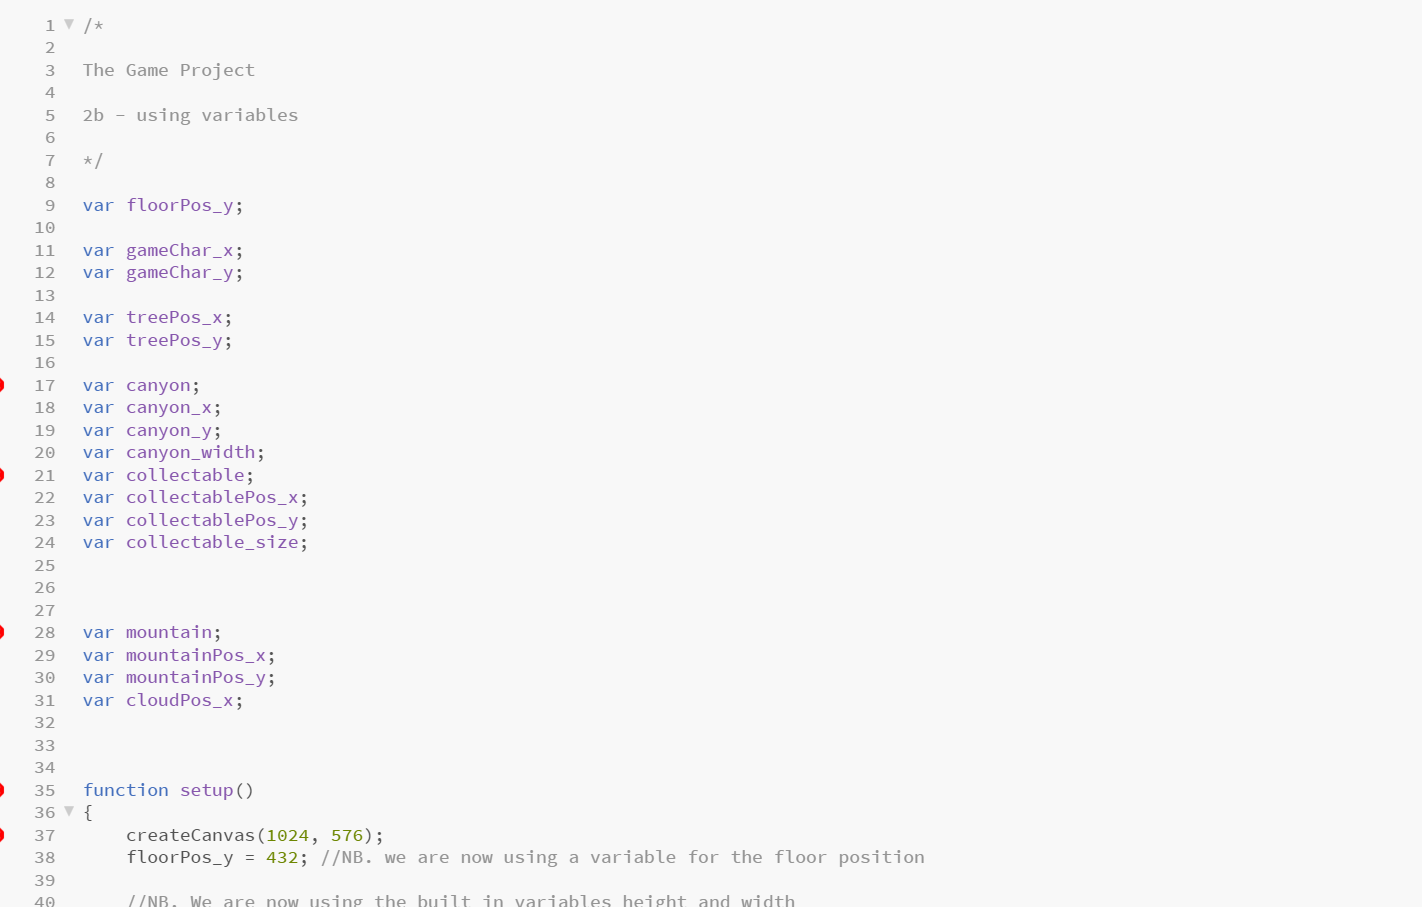 1 /*
2
3 The Game Project
4
5 2b – using variables
6
7 */
8
9 var floorPos_y;
10
11 var gameChar_x;
12 var gameChar_y;
13
14 var treePos_x;
15 var treePos_y;
16
17 var canyon;
18 var canyon_x;
19 var canyon_y;
20 var canyon_width;
21 var collectable;
22 var collectablePos_x;
23 var collectablePos_y;
24 var collectable_size;
25
26
27
28 var mountain;
29 var mountainPos_x;
30 var mountainPos_y;
31 var cloudPos_x;
32
33
34
35 function setup()
36 {
37 createCanvas(1024, 576);
38 floorPos_y = 432; //NB. we are now using a variable for the floor position
39
40 //NB. We are now using the built in variables height and width